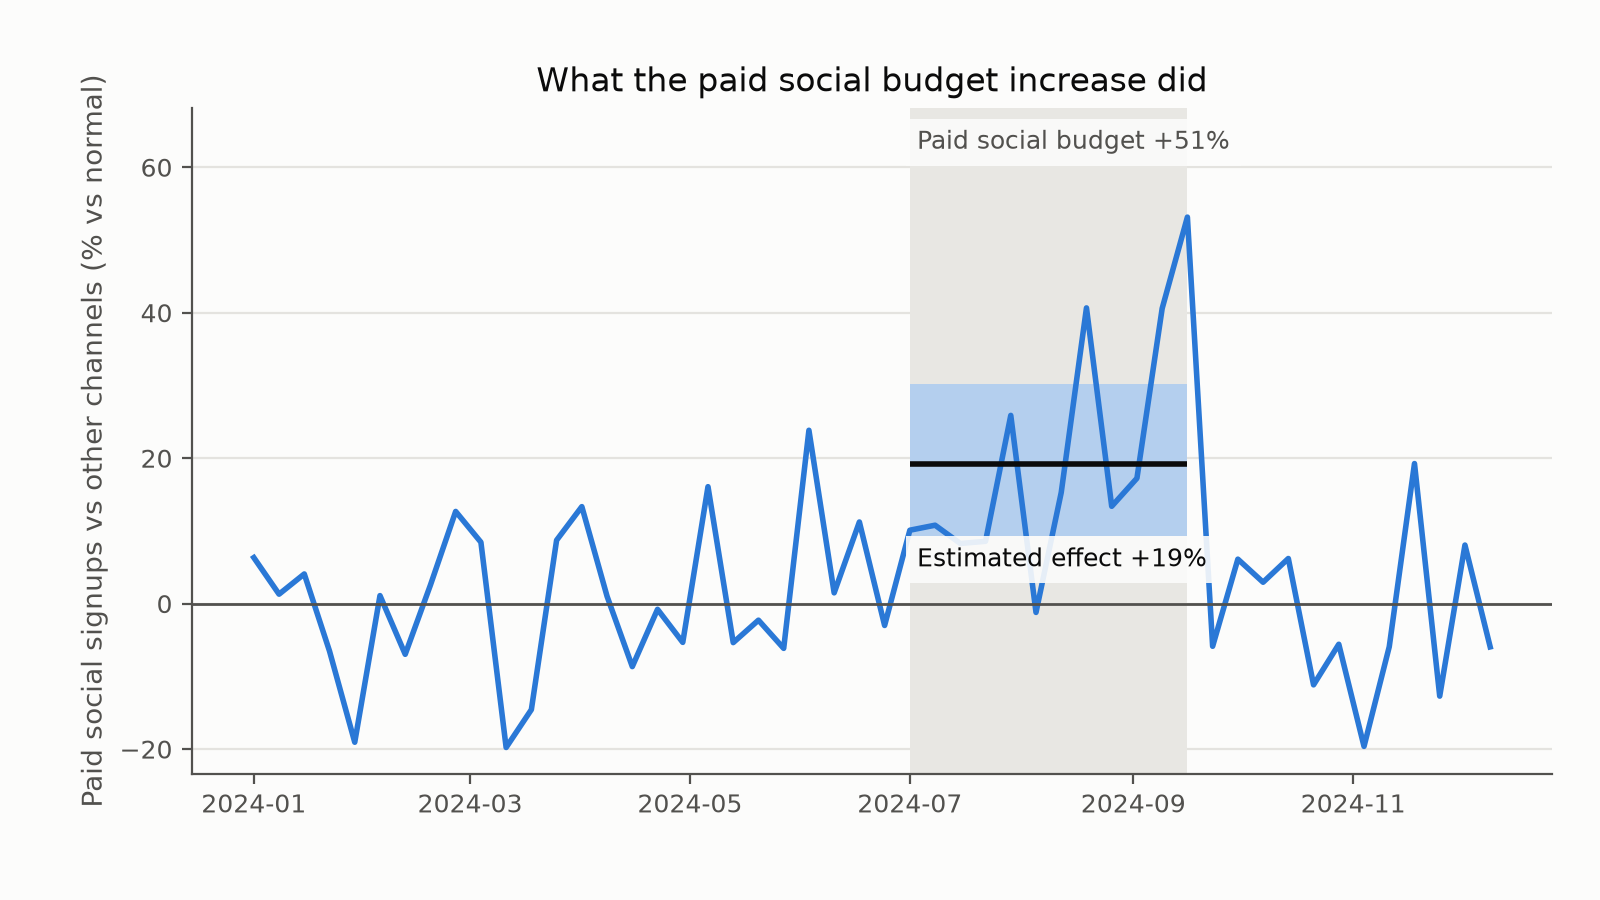 What the paid social budget increase did
Paid social signups vs other channels (% vs normal)
60
40
20
0
−20
Paid social budget +51%
Estimated effect +19%
2024-01
2024-03
2024-05
2024-07
2024-09
2024-11